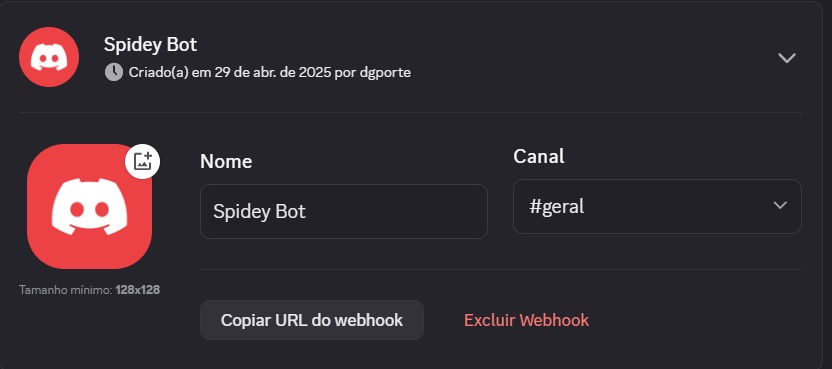 Spidey Bot
Criado(a) em 29 de abr. de 2025 por dgporte
Nome
Canal
Spidey Bot
#geral
Tamanho mínimo: 128x128
Copiar URL do webhook
Excluir Webhook